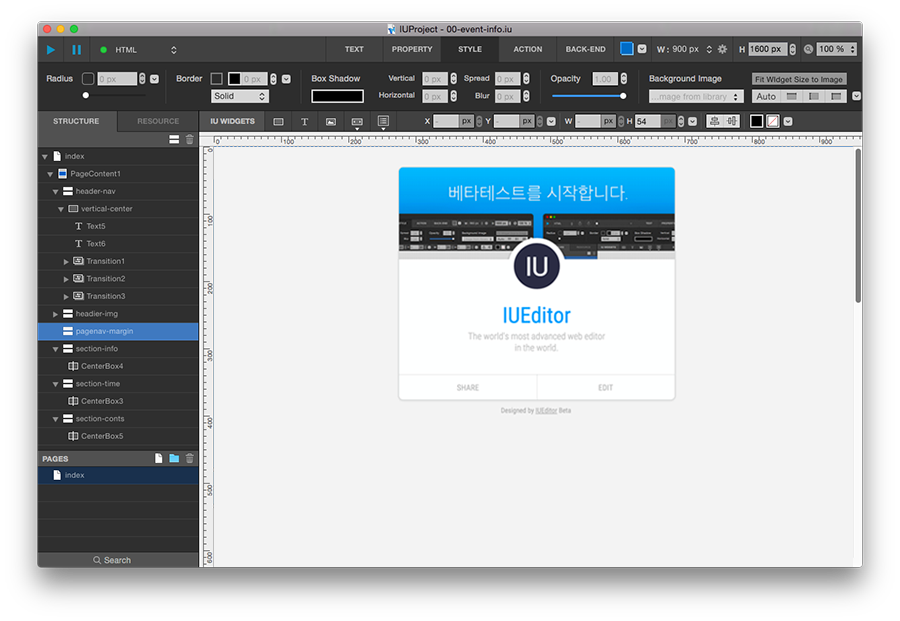 IUProject - 00-event-info.iu
HTML TEXT PROPERTY STYLE ACTION BACK-END W: 900 px H 1600 px 100 %
Radius 0 px Border 0 px Box Shadow Vertical 0 px Spread 0 px Opacity 1.00 Background Image Fit Widget Size to Image
Solid Horizontal 0 px Blur 0 px ...mage from library Auto
STRUCTURE RESOURCE IU WIDGETS T X - px Y - px W - px H 54 px
0 100 200 300 400 500 600 700 800 900
index
PageContent1
header-nav
vertical-center
T Text5
T Text6
Transition1
Transition2
Transition3
headier-img
pagenav-margin
section-info
CenterBox4
section-time
CenterBox3
section-conts
CenterBox5
PAGES
index
Search
0
100
200
300
400
500
600
베타테스트를 시작합니다.
IU
IUEditor
The world's most advanced web editor
in the world.
SHARE EDIT
Designed by IUEditor Beta